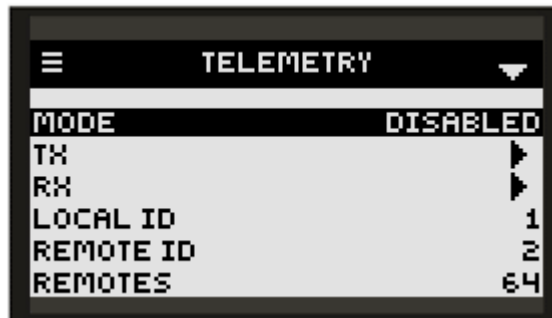 TELEMETRY
MODE DISABLED
TX
RX
LOCAL ID 1
REMOTE ID 2
REMOTES 64